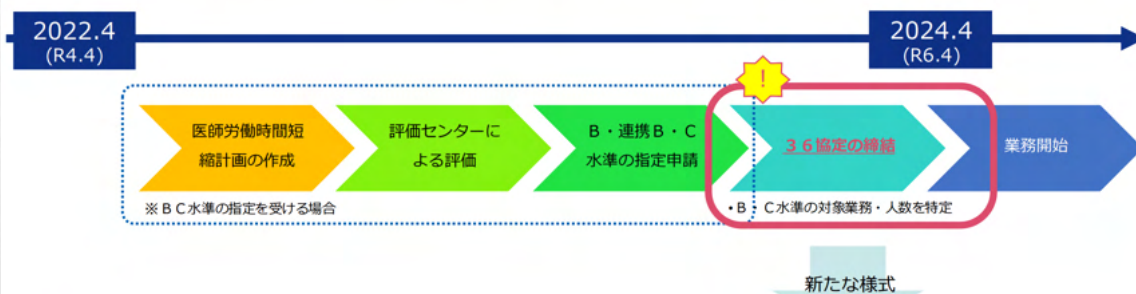 2022.4
(R4.4)
2024.4
(R6.4)
!
医師労働時間短
縮計画の作成
評価センターに
よる評価
B・連携B・C
水準の指定申請
36協定の締結
業務開始
※BC水準の指定を受ける場合
・B・C水準の対象業務・人数を特定
新たな様式